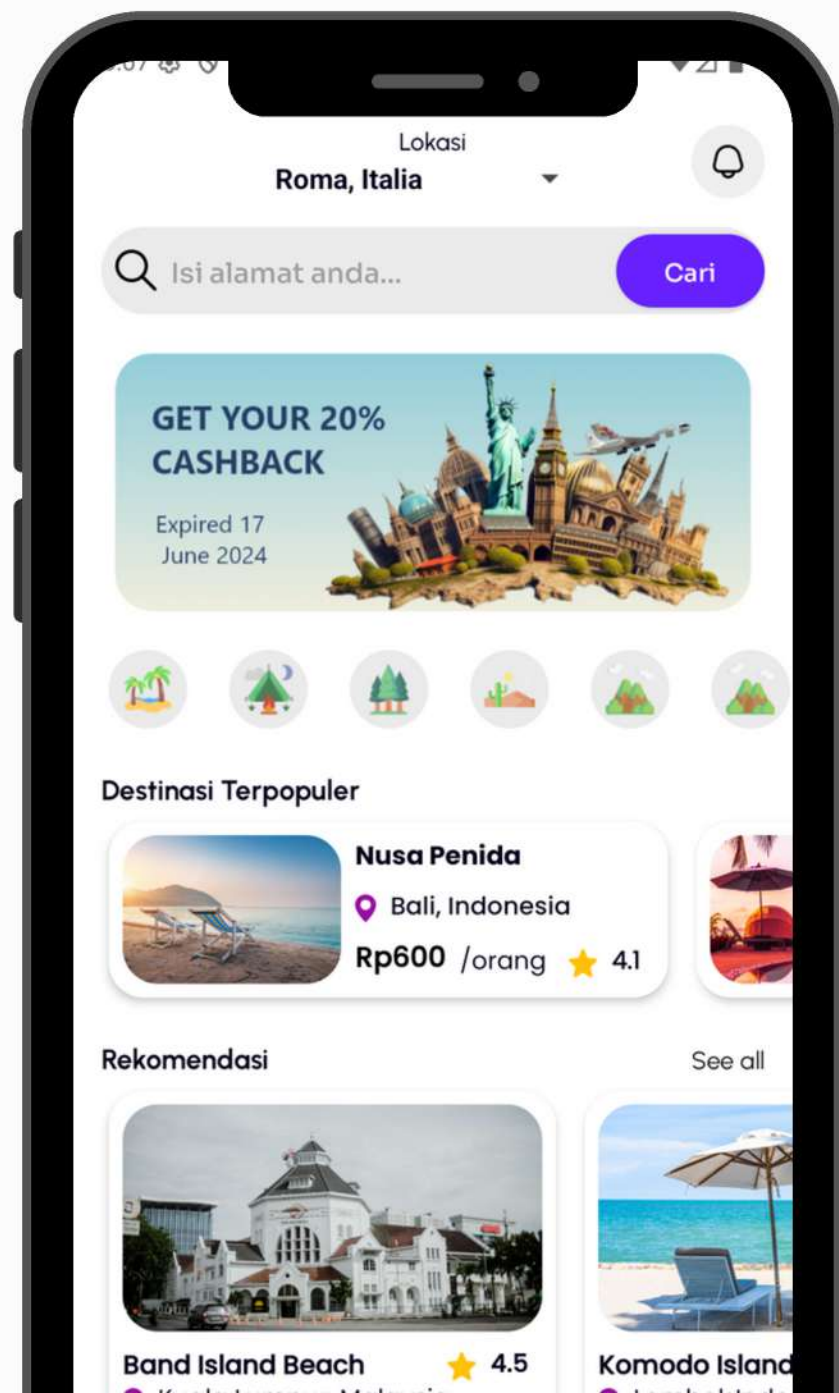 Lokasi
Roma, Italia
Isi alamat anda...
Cari
GET YOUR 20%
CASHBACK
Expired 17
June 2024
Destinasi Terpopuler
Nusa Penida
Bali, Indonesia
Rp600 /orang 4.1
Rekomendasi
See all
Band Island Beach 4.5
Komodo Island